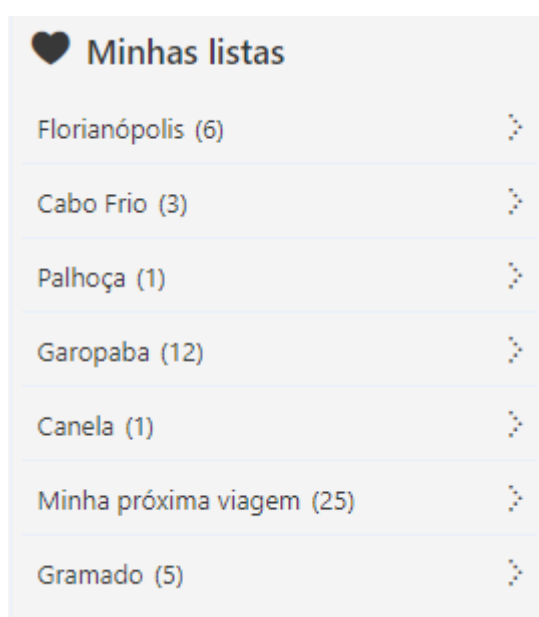 Minhas listas
Florianópolis (6)
Cabo Frio (3)
Palhoça (1)
Garopaba (12)
Canela (1)
Minha próxima viagem (25)
Gramado (5)